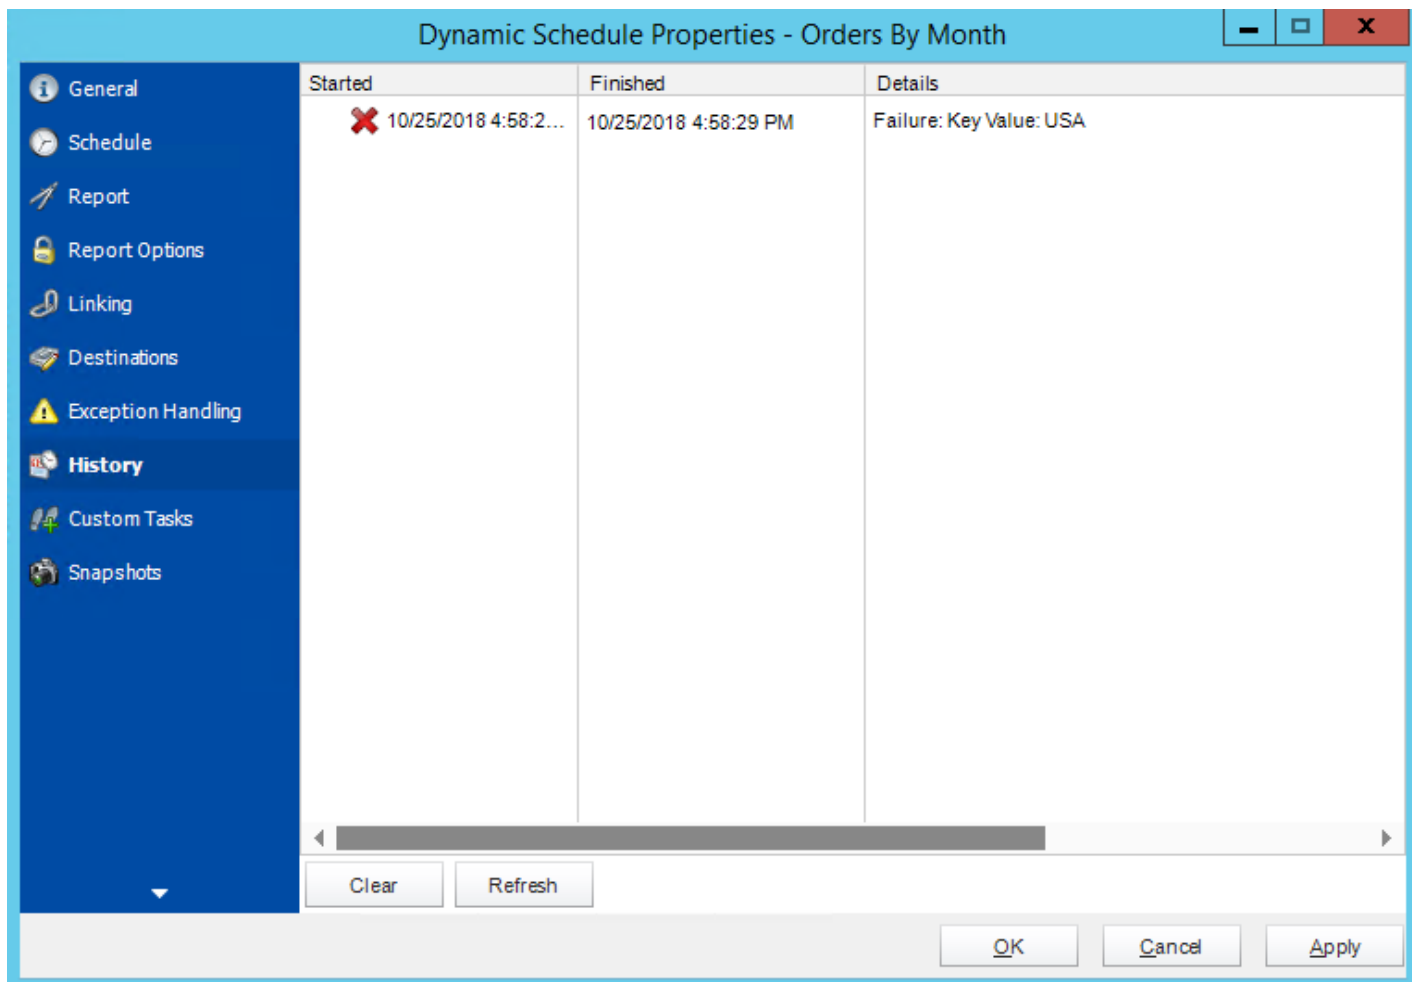 Dynamic Schedule Properties - Orders By Month
General
Schedule
Report
Report Options
Linking
Destinations
Exception Handling
History
Custom Tasks
Snapshots
Started Finished Details
10/25/2018 4:58:2... 10/25/2018 4:58:29 PM Failure: Key Value: USA
Clear Refresh
OK Cancel Apply